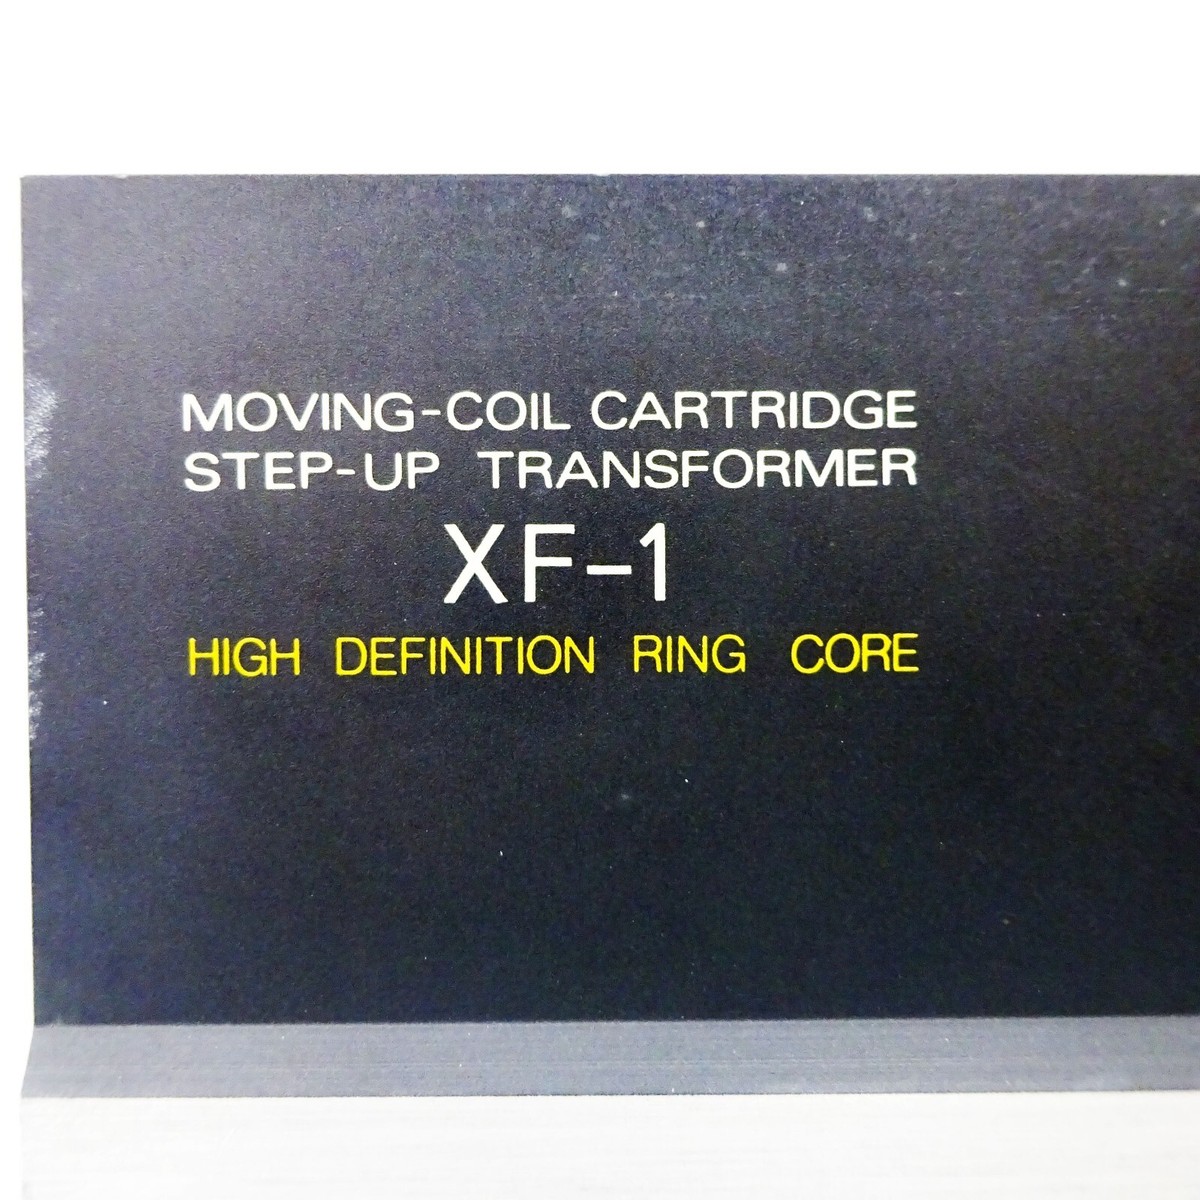 MOVING-COIL CARTRIDGE
STEP-UP TRANSFORMER
XF-1
HIGH DEFINITION RING CORE